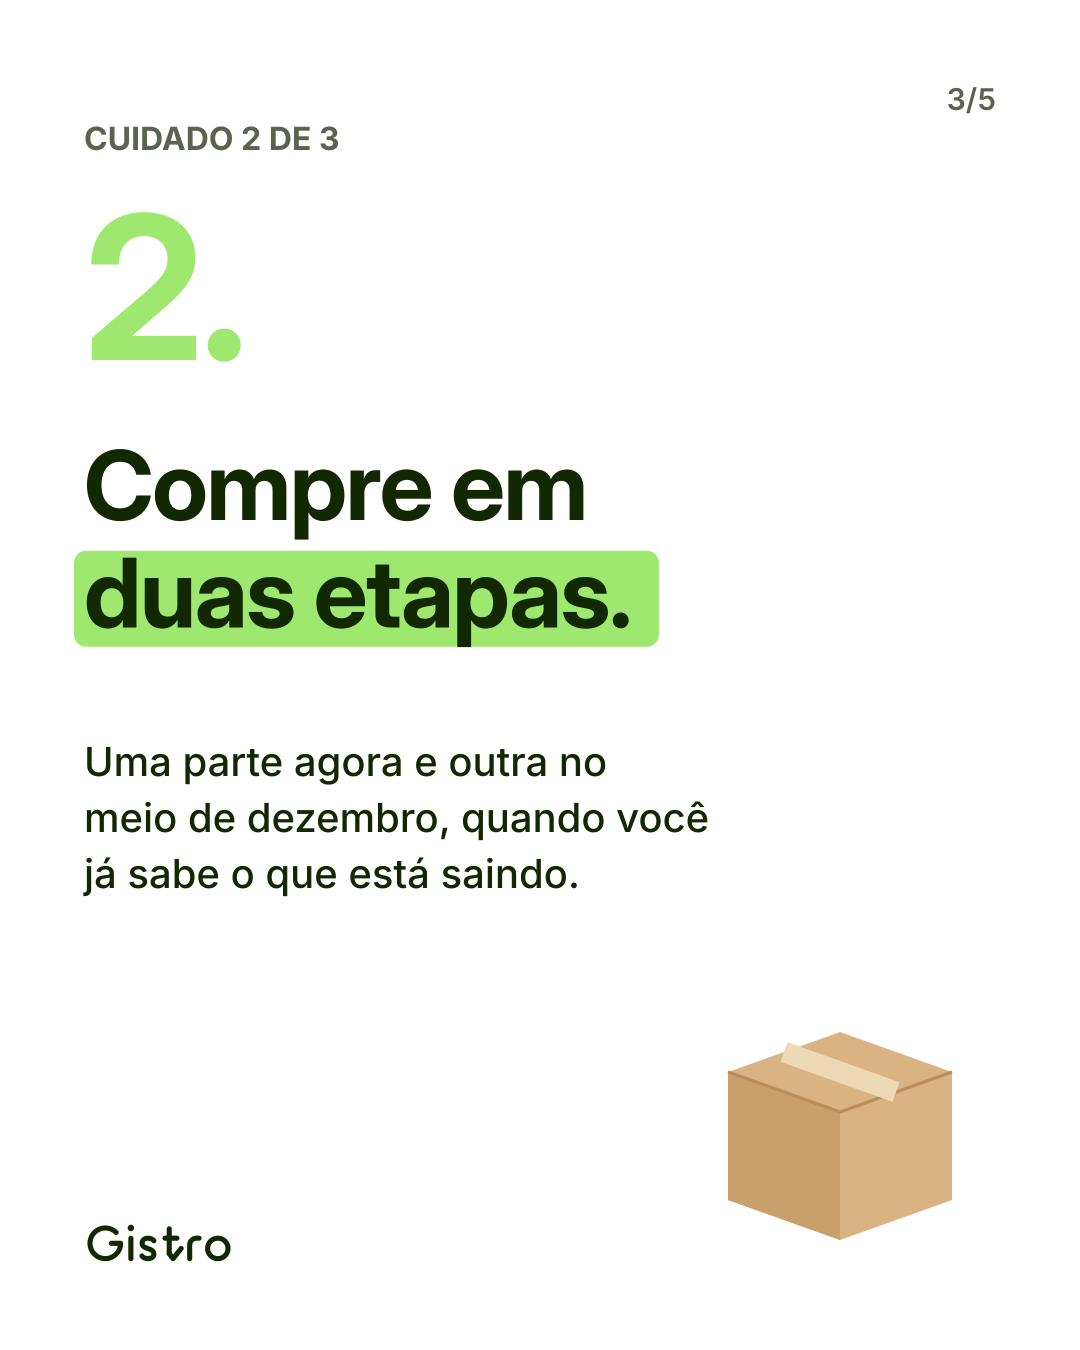 3/5
CUIDADO 2 DE 3
2.
Compre em
duas etapas.
Uma parte agora e outra no
meio de dezembro, quando você
já sabe o que está saindo.
Gistro